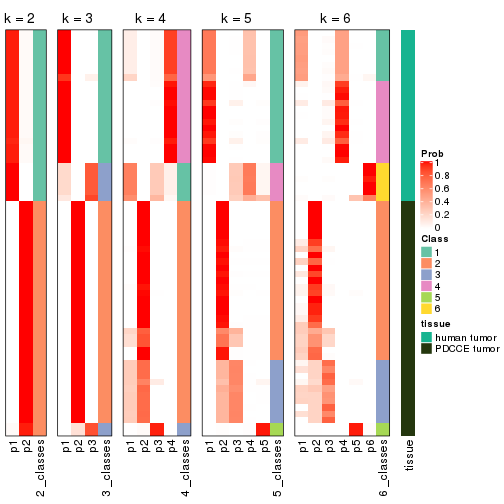 k = 2
k = 3
k = 4
k = 5
k = 6
Prob
1
0.8
0.6
0.4
0.2
0
Class
1
2
3
4
5
6
tissue
human tumor
PDCCE tumor
p1
p2
2_classes
p1
p2
p3
3_classes
p1
p2
p3
p4
4_classes
p1
p2
p3
p4
p5
5_classes
p1
p2
p3
p4
p5
p6
6_classes
tissue